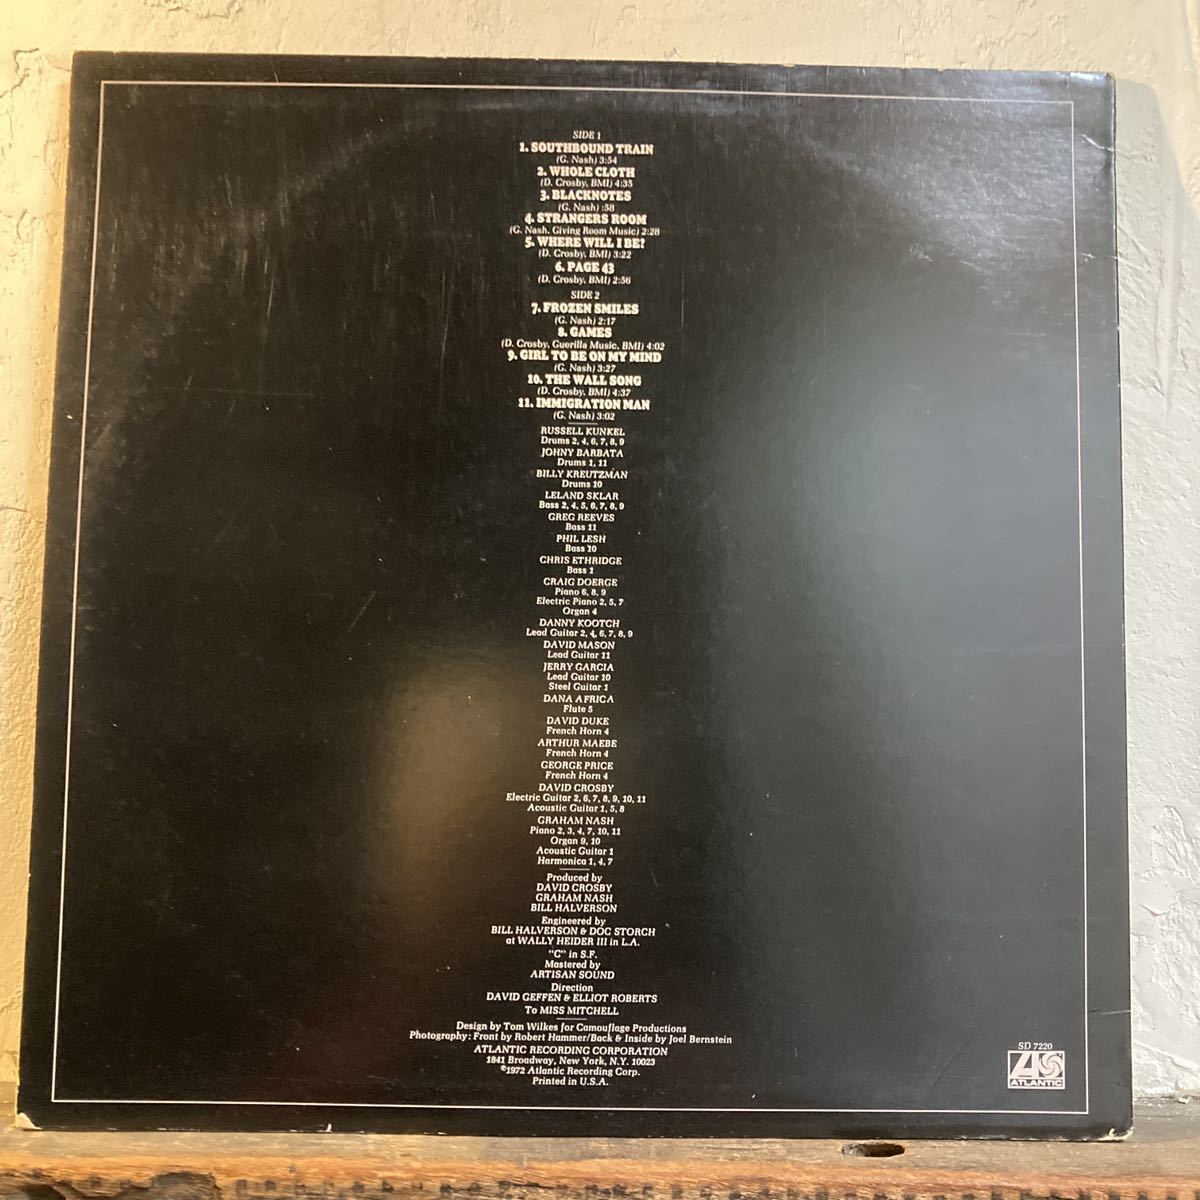 SIDE 1
1. SOUTHBOUND TRAIN
(G. Nash) 3:54
2. WHOLE CLOTH
(D. Crosby, BMI) 4:35
3. BLACKNOTES
(G. Nash) :58
4. STRANGERS ROOM
(G. Nash, Giving Room Music) 2:28
5. WHERE WILL I BE?
(D. Crosby, BMI) 3:22
6. PAGE 43
(D. Crosby, BMI) 2:56
SIDE 2
7. FROZEN SMILES
(G. Nash) 2:17
8. GAMES
(D. Crosby, Guerilla Music, BMI) 4:02
9. GIRL TO BE ON MY MIND
(G. Nash) 3:27
10. THE WALL SONG
(D. Crosby, BMI) 4:37
11. IMMIGRATION MAN
(G. Nash) 3:02
RUSSELL KUNKEL
Drums 2, 4, 6, 7, 8, 9
JOHNY BARBATA
Drums 1, 11
BILLY KREUTZMAN
Drums 10
LELAND SKLAR
Bass 2, 4, 5, 6, 7, 8, 9
GREG REEVES
Bass 11
PHIL LESH
Bass 10
CHRIS ETHRIDGE
Bass 1
CRAIG DOERGE
Piano 6, 8, 9
Electric Piano 2, 5, 7
Organ 4
DANNY KOOTCH
Lead Guitar 2, 4, 6, 7, 8, 9
DAVID MASON
Lead Guitar 11
JERRY GARCIA
Lead Guitar 10
Steel Guitar 1
DANA AFRICA
Flute 5
DAVID DUKE
French Horn 4
ARTHUR MAEBE
French Horn 4
GEORGE PRICE
French Horn 4
DAVID CROSBY
Electric Guitar 2, 6, 7, 8, 9, 10, 11
Acoustic Guitar 1, 5, 8
GRAHAM NASH
Piano 2, 3, 4, 7, 10, 11
Organ 9, 10
Acoustic Guitar 1
Harmonica 1, 4, 7
Produced by
DAVID CROSBY
GRAHAM NASH
BILL HALVERSON
Engineered by
BILL HALVERSON & DOC STORCH
at WALLY HEIDER III in L.A.
"C" in S.F.
Mastered by
ARTISAN SOUND
Direction
DAVID GEFFEN & ELLIOT ROBERTS
To MISS MITCHELL
Design by Tom Wilkes for Camouflage Productions
Photography: Front by Robert Hammer/Back & Inside by Joel Bernstein
ATLANTIC RECORDING CORPORATION
1841 Broadway, New York, N.Y. 10023
©1972 Atlantic Recording Corp.
Printed in U.S.A.
SD 7220
ATLANTIC